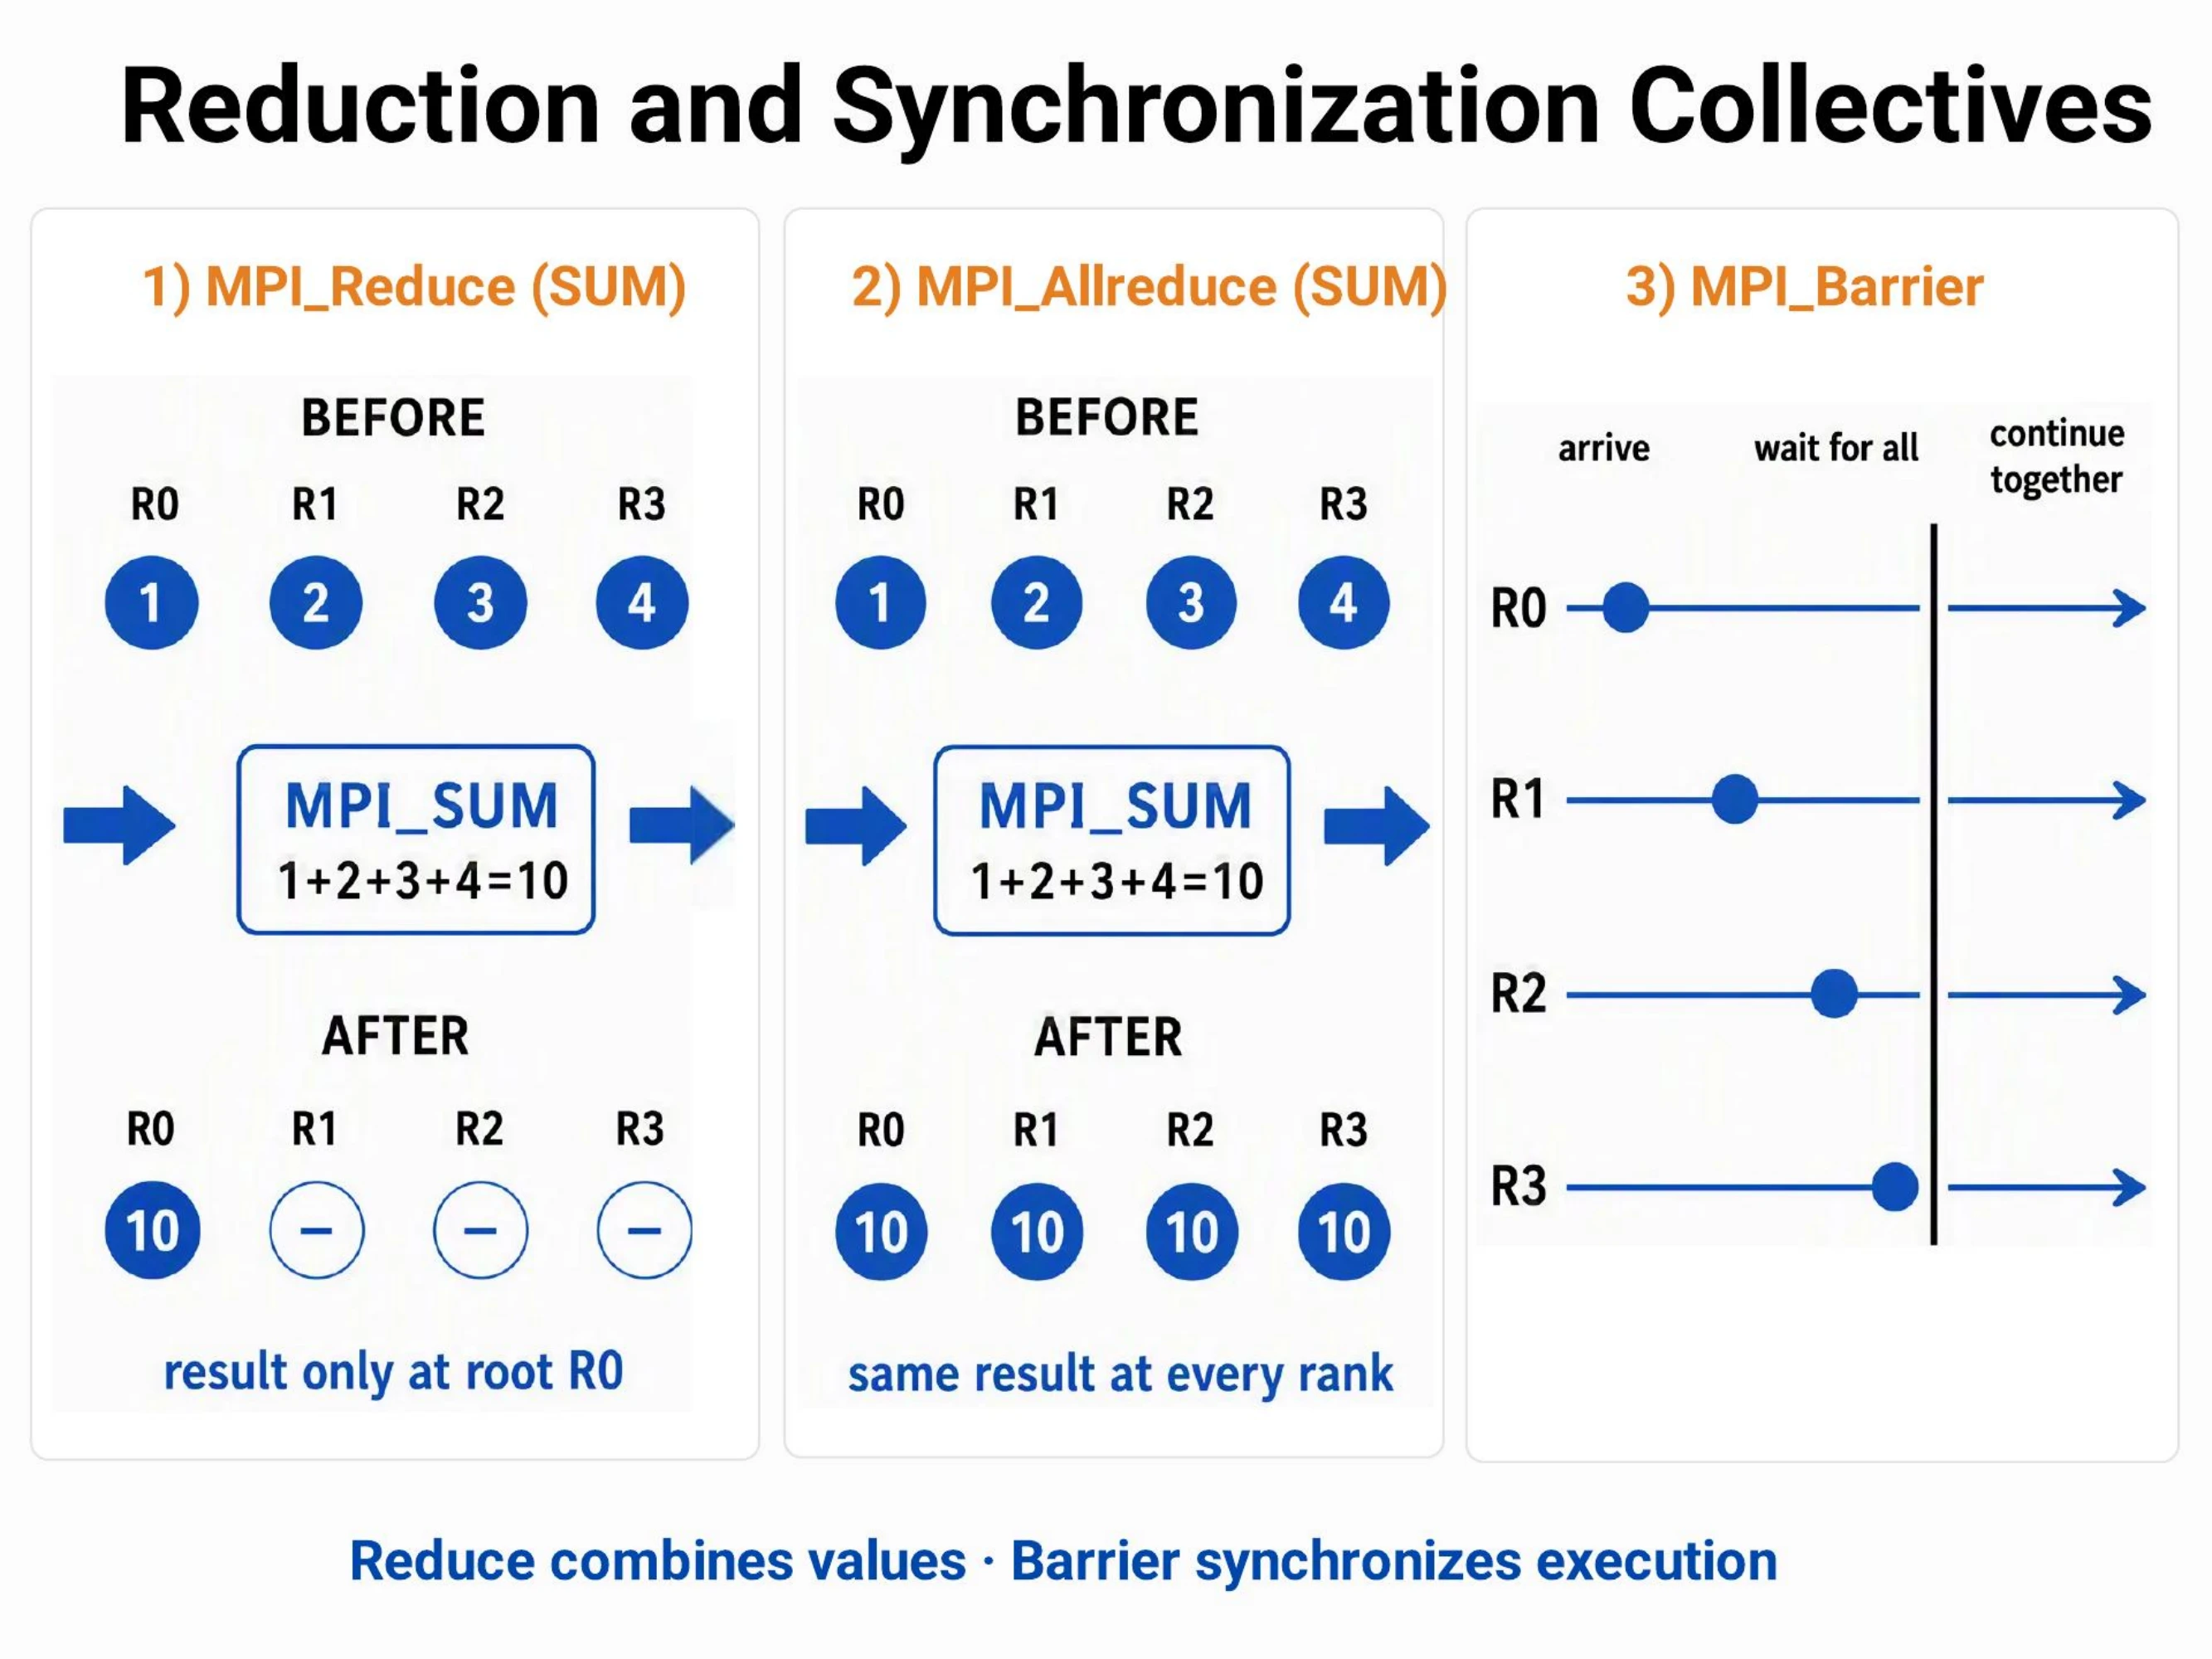 Reduction and Synchronization Collectives
1) MPI_Reduce (SUM)
BEFORE
R0 R1 R2 R3
1 2 3 4
MPI_SUM
1+2+3+4=10
AFTER
R0 R1 R2 R3
10 – – –
result only at root R0
2) MPI_Allreduce (SUM)
BEFORE
R0 R1 R2 R3
1 2 3 4
MPI_SUM
1+2+3+4=10
AFTER
R0 R1 R2 R3
10 10 10 10
same result at every rank
3) MPI_Barrier
arrive
wait for all
continue
together
R0
R1
R2
R3
Reduce combines values · Barrier synchronizes execution